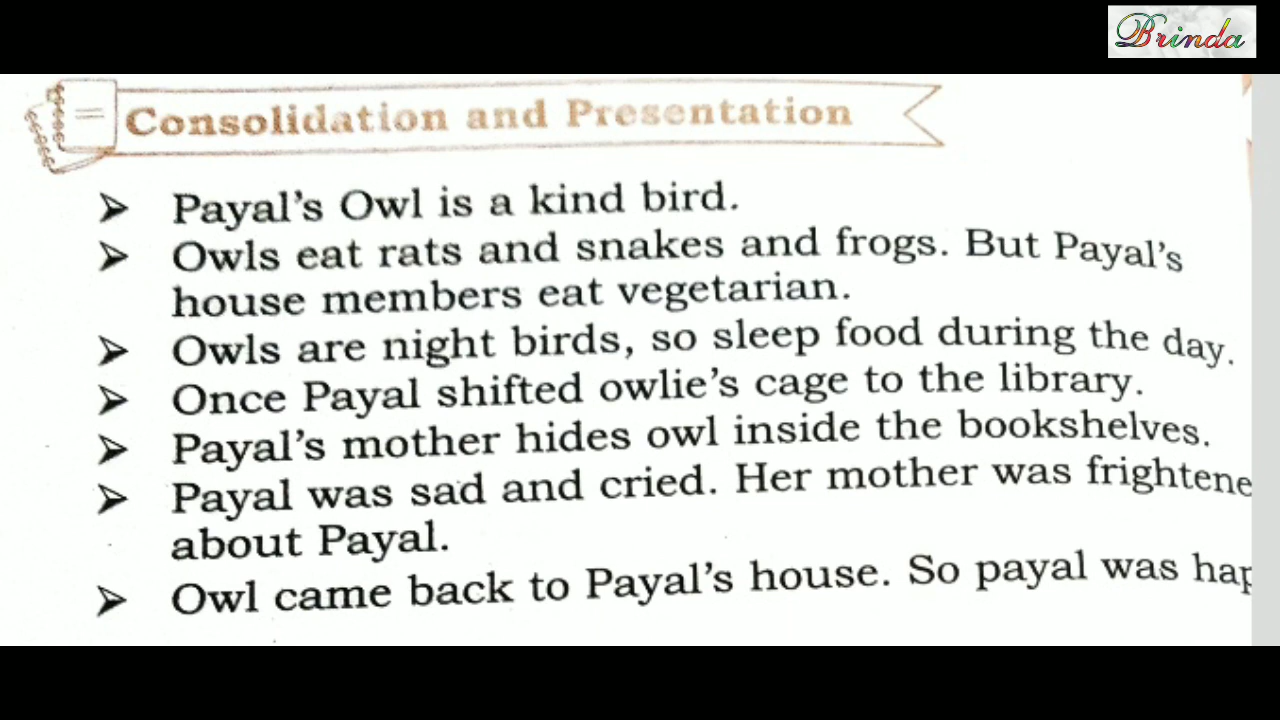 Brinda
Consolidation and Presentation
➤ Payal's Owl is a kind bird.
➤ Owls eat rats and snakes and frogs. But Payal's
house members eat vegetarian.
➤ Owls are night birds, so sleep food during the day.
➤ Once Payal shifted owlie's cage to the library.
➤ Payal's mother hides owl inside the bookshelves.
➤ Payal was sad and cried. Her mother was frightene
about Payal.
➤ Owl came back to Payal's house. So payal was hap